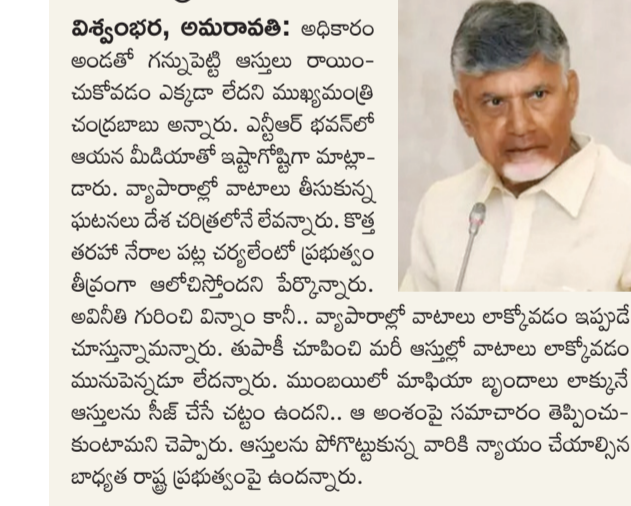 విశ్వంభర, అమరావతి: అధికారం
అండతో గన్నుపెట్టి ఆస్తులు రాయిం-
చుకోవడం ఎక్కడా లేదని ముఖ్యమంత్రి
చంద్రబాబు అన్నారు. ఎన్టీఆర్ భవన్‌లో
ఆయన మీడియాతో ఇష్టాగోష్టిగా మాట్లా-
డారు. వ్యాపారాల్లో వాటాలు తీసుకున్న
ఘటనలు దేశ చరిత్రలోనే లేవన్నారు. కొత్త
తరహా నేరాల పట్ల చర్యలేంటో ప్రభుత్వం
తీవ్రంగా ఆలోచిస్తోందని పేర్కొన్నారు.
అవినీతి గురించి విన్నాం కానీ.. వ్యాపారాల్లో వాటాలు లాక్కోవడం ఇప్పుడే
చూస్తున్నామన్నారు. తుపాకీ చూపించి మరీ ఆస్తుల్లో వాటాలు లాక్కోవడం
మునుపెన్నడూ లేదన్నారు. ముంబయిలో మాఫియా బృందాలు లాక్కునే
ఆస్తులను సీజ్ చేసే చట్టం ఉందని.. ఆ అంశంపై సమాచారం తెప్పించు-
కుంటామని చెప్పారు. ఆస్తులను పోగొట్టుకున్న వారికి న్యాయం చేయాల్సిన
బాధ్యత రాష్ట్ర ప్రభుత్వంపై ఉందన్నారు.